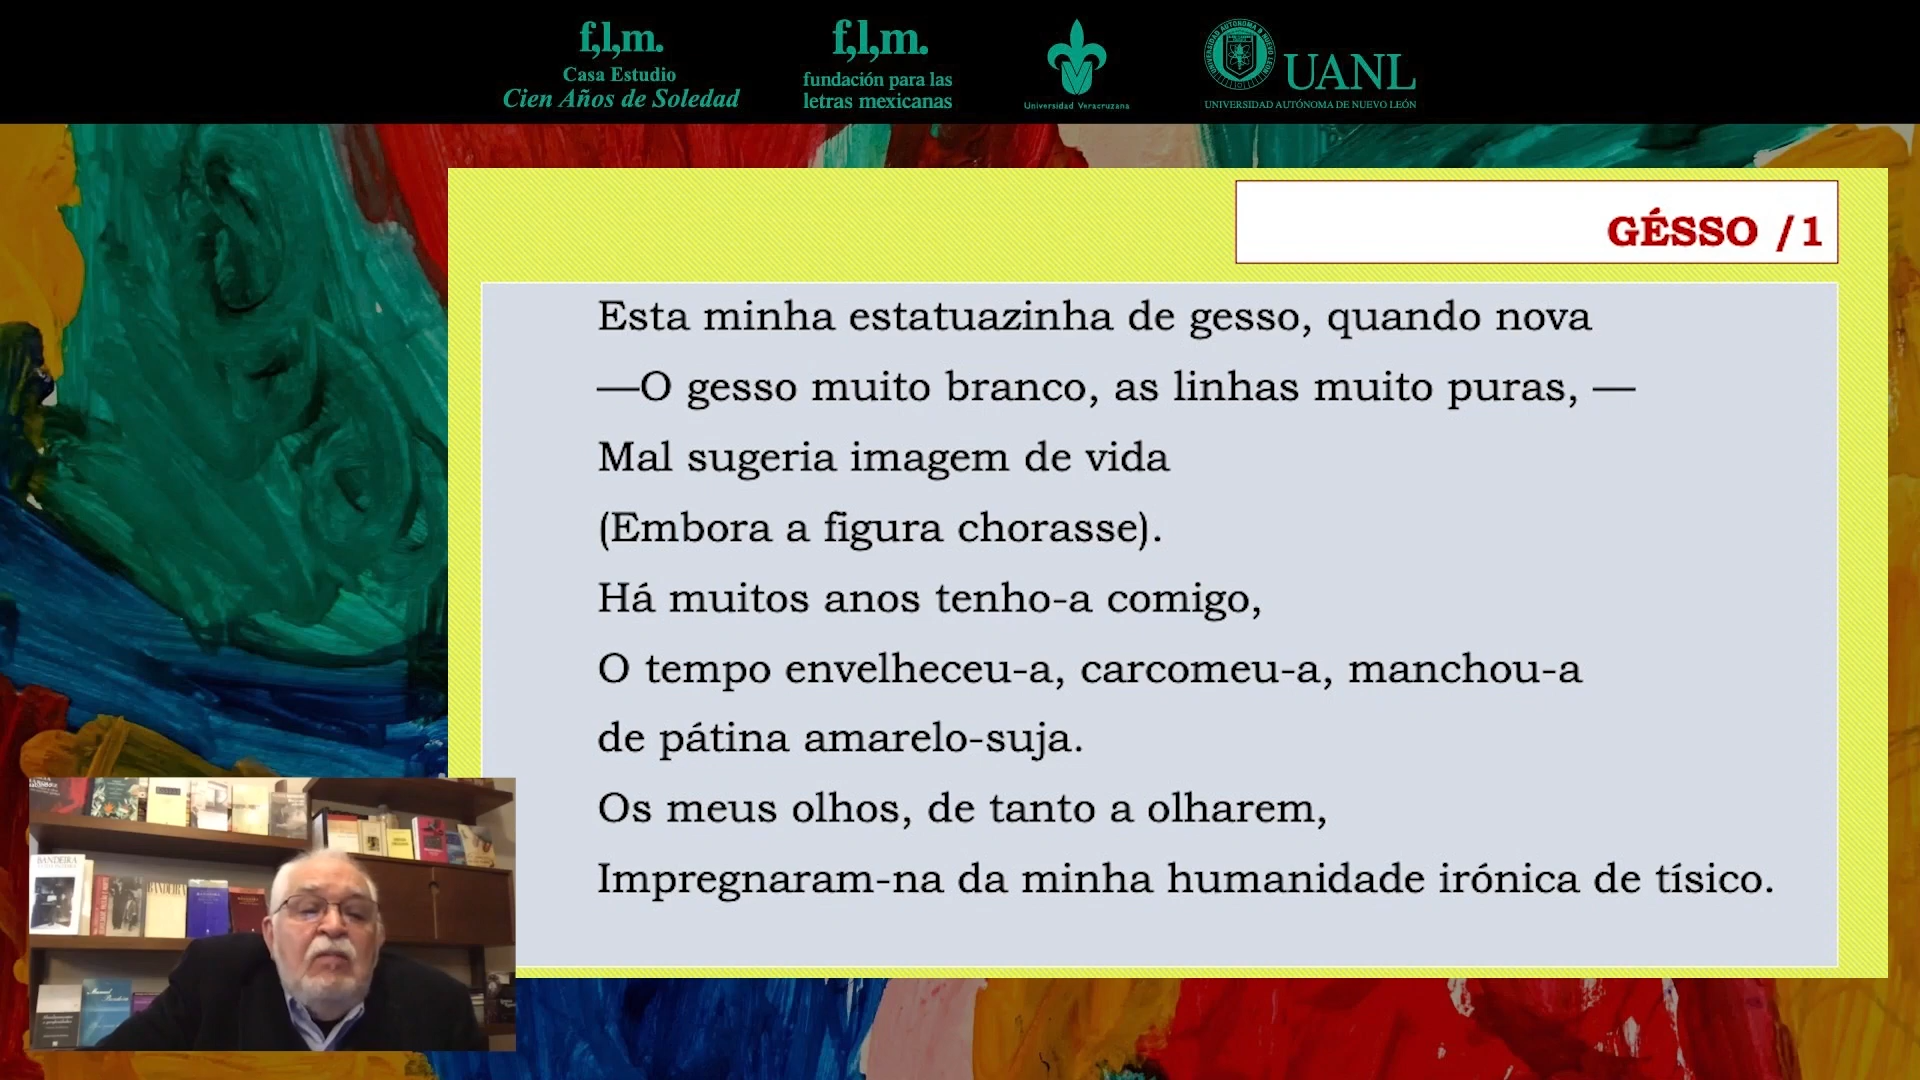 f,l,m.
Casa Estudio
Cien Años de Soledad
f,l,m.
fundación para las
letras mexicanas
Universidad Veracruzana
UANL
UNIVERSIDAD AUTÓNOMA DE NUEVO LEÓN
GÉSSO /1
Esta minha estatuazinha de gesso, quando nova
—O gesso muito branco, as linhas muito puras, —
Mal sugeria imagem de vida
(Embora a figura chorasse).
Há muitos anos tenho-a comigo,
O tempo envelheceu-a, carcomeu-a, manchou-a
de pátina amarelo-suja.
Os meus olhos, de tanto a olharem,
Impregnaram-na da minha humanidade irónica de tísico.
BANDEIRA
BANDEIRA
Manuel
Bandeira